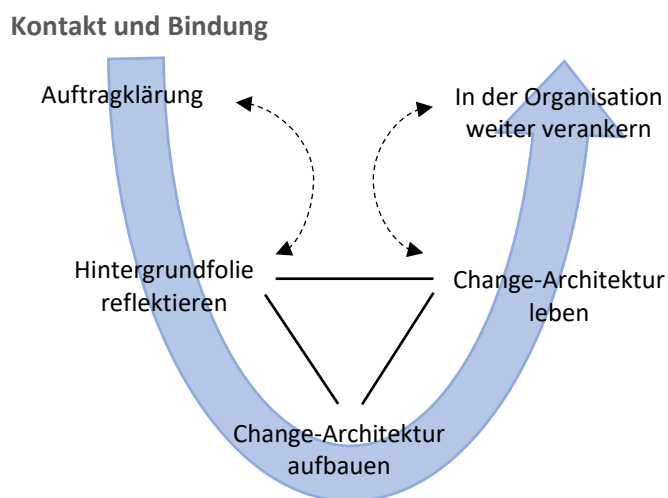 Kontakt und Bindung
Auftragklärung
In der Organisation
weiter verankern
Hintergrundfolie
reflektieren
Change-Architektur
leben
Change-Architektur
aufbauen